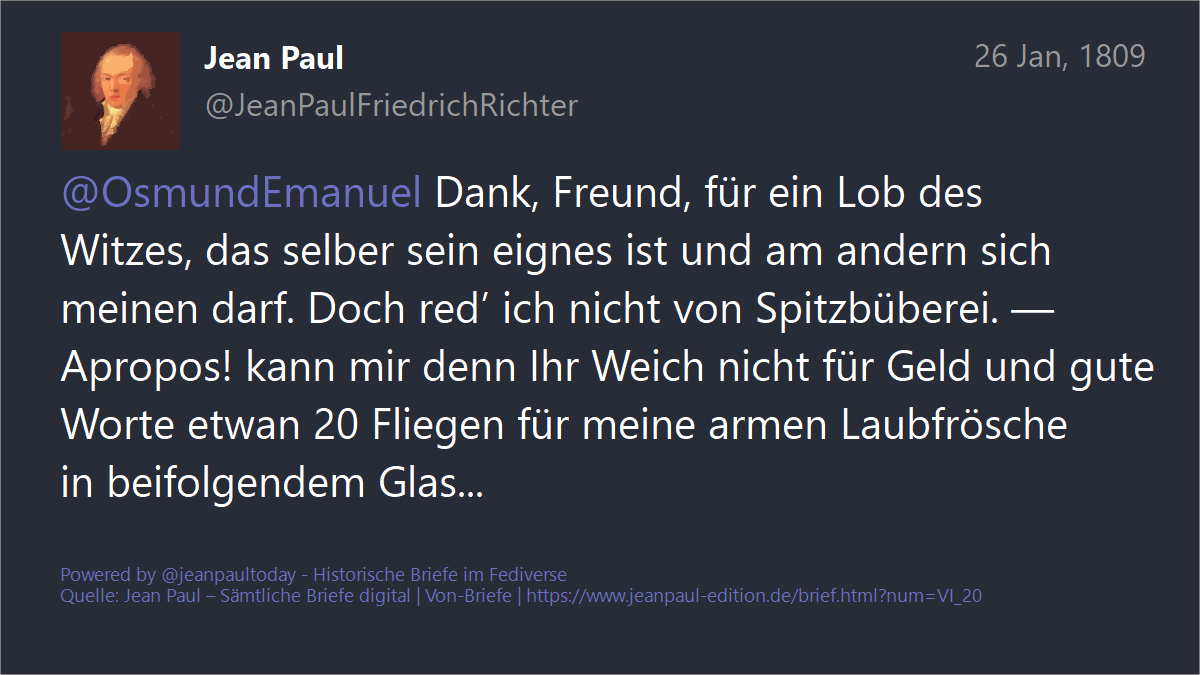 Jean Paul
26 Jan, 1809
@JeanPaulFriedrichRichter
@OsmundEmanuel Dank, Freund, für ein Lob des
Witzes, das selber sein eignes ist und am andern sich
meinen darf. Doch red’ ich nicht von Spitzbüberei. —
Apropos! kann mir denn Ihr Weich nicht für Geld und gute
Worte etwan 20 Fliegen für meine armen Laubfrösche
in beifolgendem Glas...
Powered by @jeanpaultoday - Historische Briefe im Fediverse
Quelle: Jean Paul – Sämtliche Briefe digital | Von-Briefe | https://www.jeanpaul-edition.de/brief.html?num=VI_20